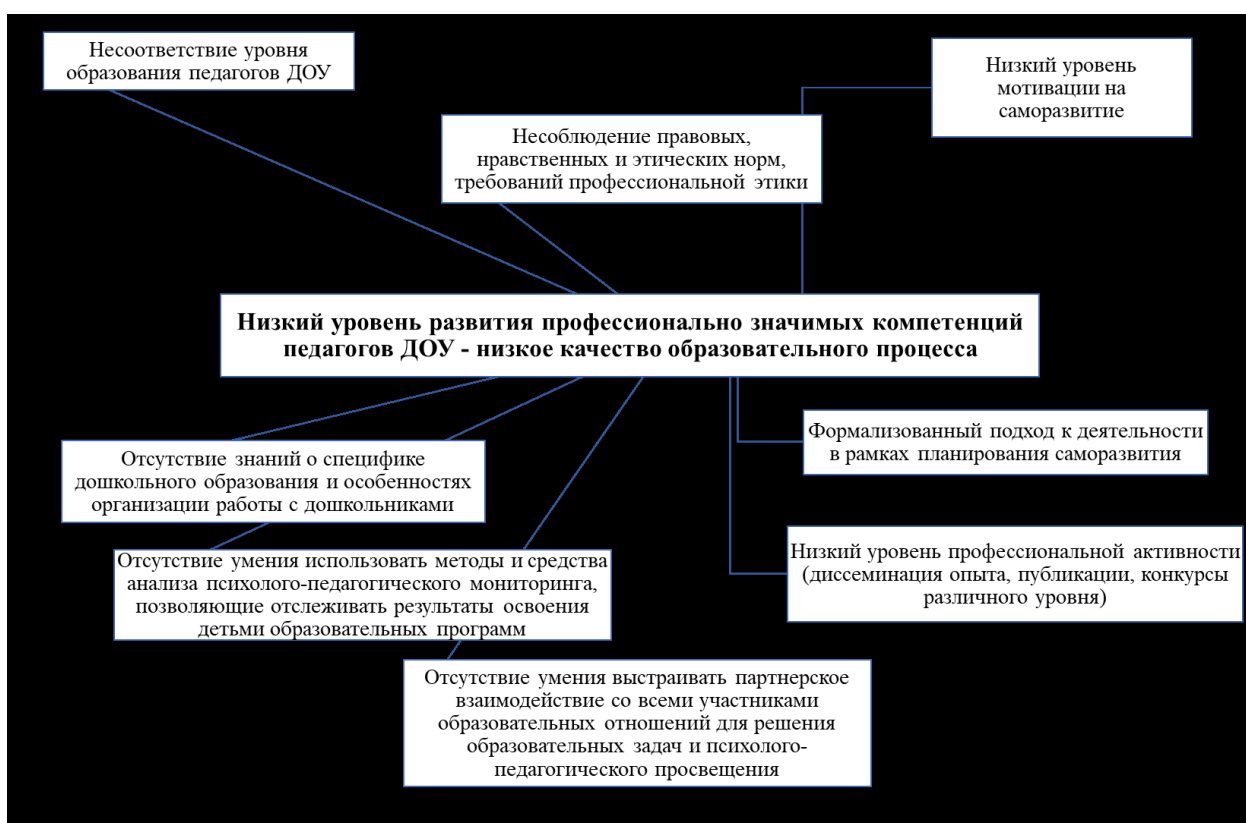 Несоответствие уровня
образования педагогов ДОУ
Низкий уровень
мотивации на
саморазвитие
Несоблюдение правовых,
нравственных и этических норм,
требований профессиональной этики
Низкий уровень развития профессионально значимых компетенций
педагогов ДОУ - низкое качество образовательного процесса
Формализованный подход к деятельности
в рамках планирования саморазвития
Отсутствие знаний о специфике
дошкольного образования и особенностях
организации работы с дошкольниками
Низкий уровень профессиональной активности
(диссеминация опыта, публикации, конкурсы
различного уровня)
Отсутствие умения использовать методы и средства
анализа психолого-педагогического мониторинга,
позволяющие отслеживать результаты освоения
детьми образовательных программ
Отсутствие умения выстраивать партнерское
взаимодействие со всеми участниками
образовательных отношений для решения
образовательных задач и психолого-
педагогического просвещения